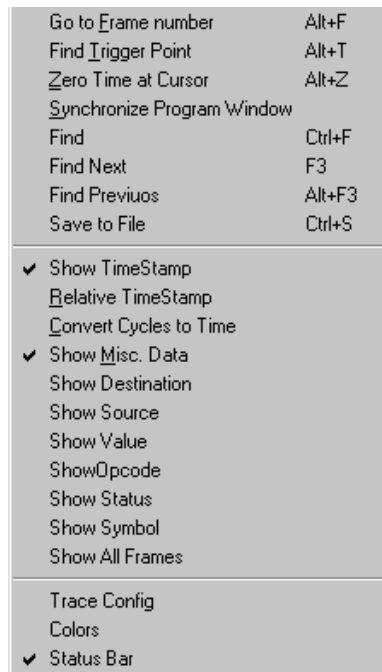 Go to Frame number Alt+F
Find Trigger Point Alt+T
Zero Time at Cursor Alt+Z
Synchronize Program Window
Find Ctrl+F
Find Next F3
Find Previuos Alt+F3
Save to File Ctrl+S
Show TimeStamp
Relative TimeStamp
Convert Cycles to Time
Show Misc. Data
Show Destination
Show Source
Show Value
ShowOpcode
Show Status
Show Symbol
Show All Frames
Trace Config
Colors
Status Bar